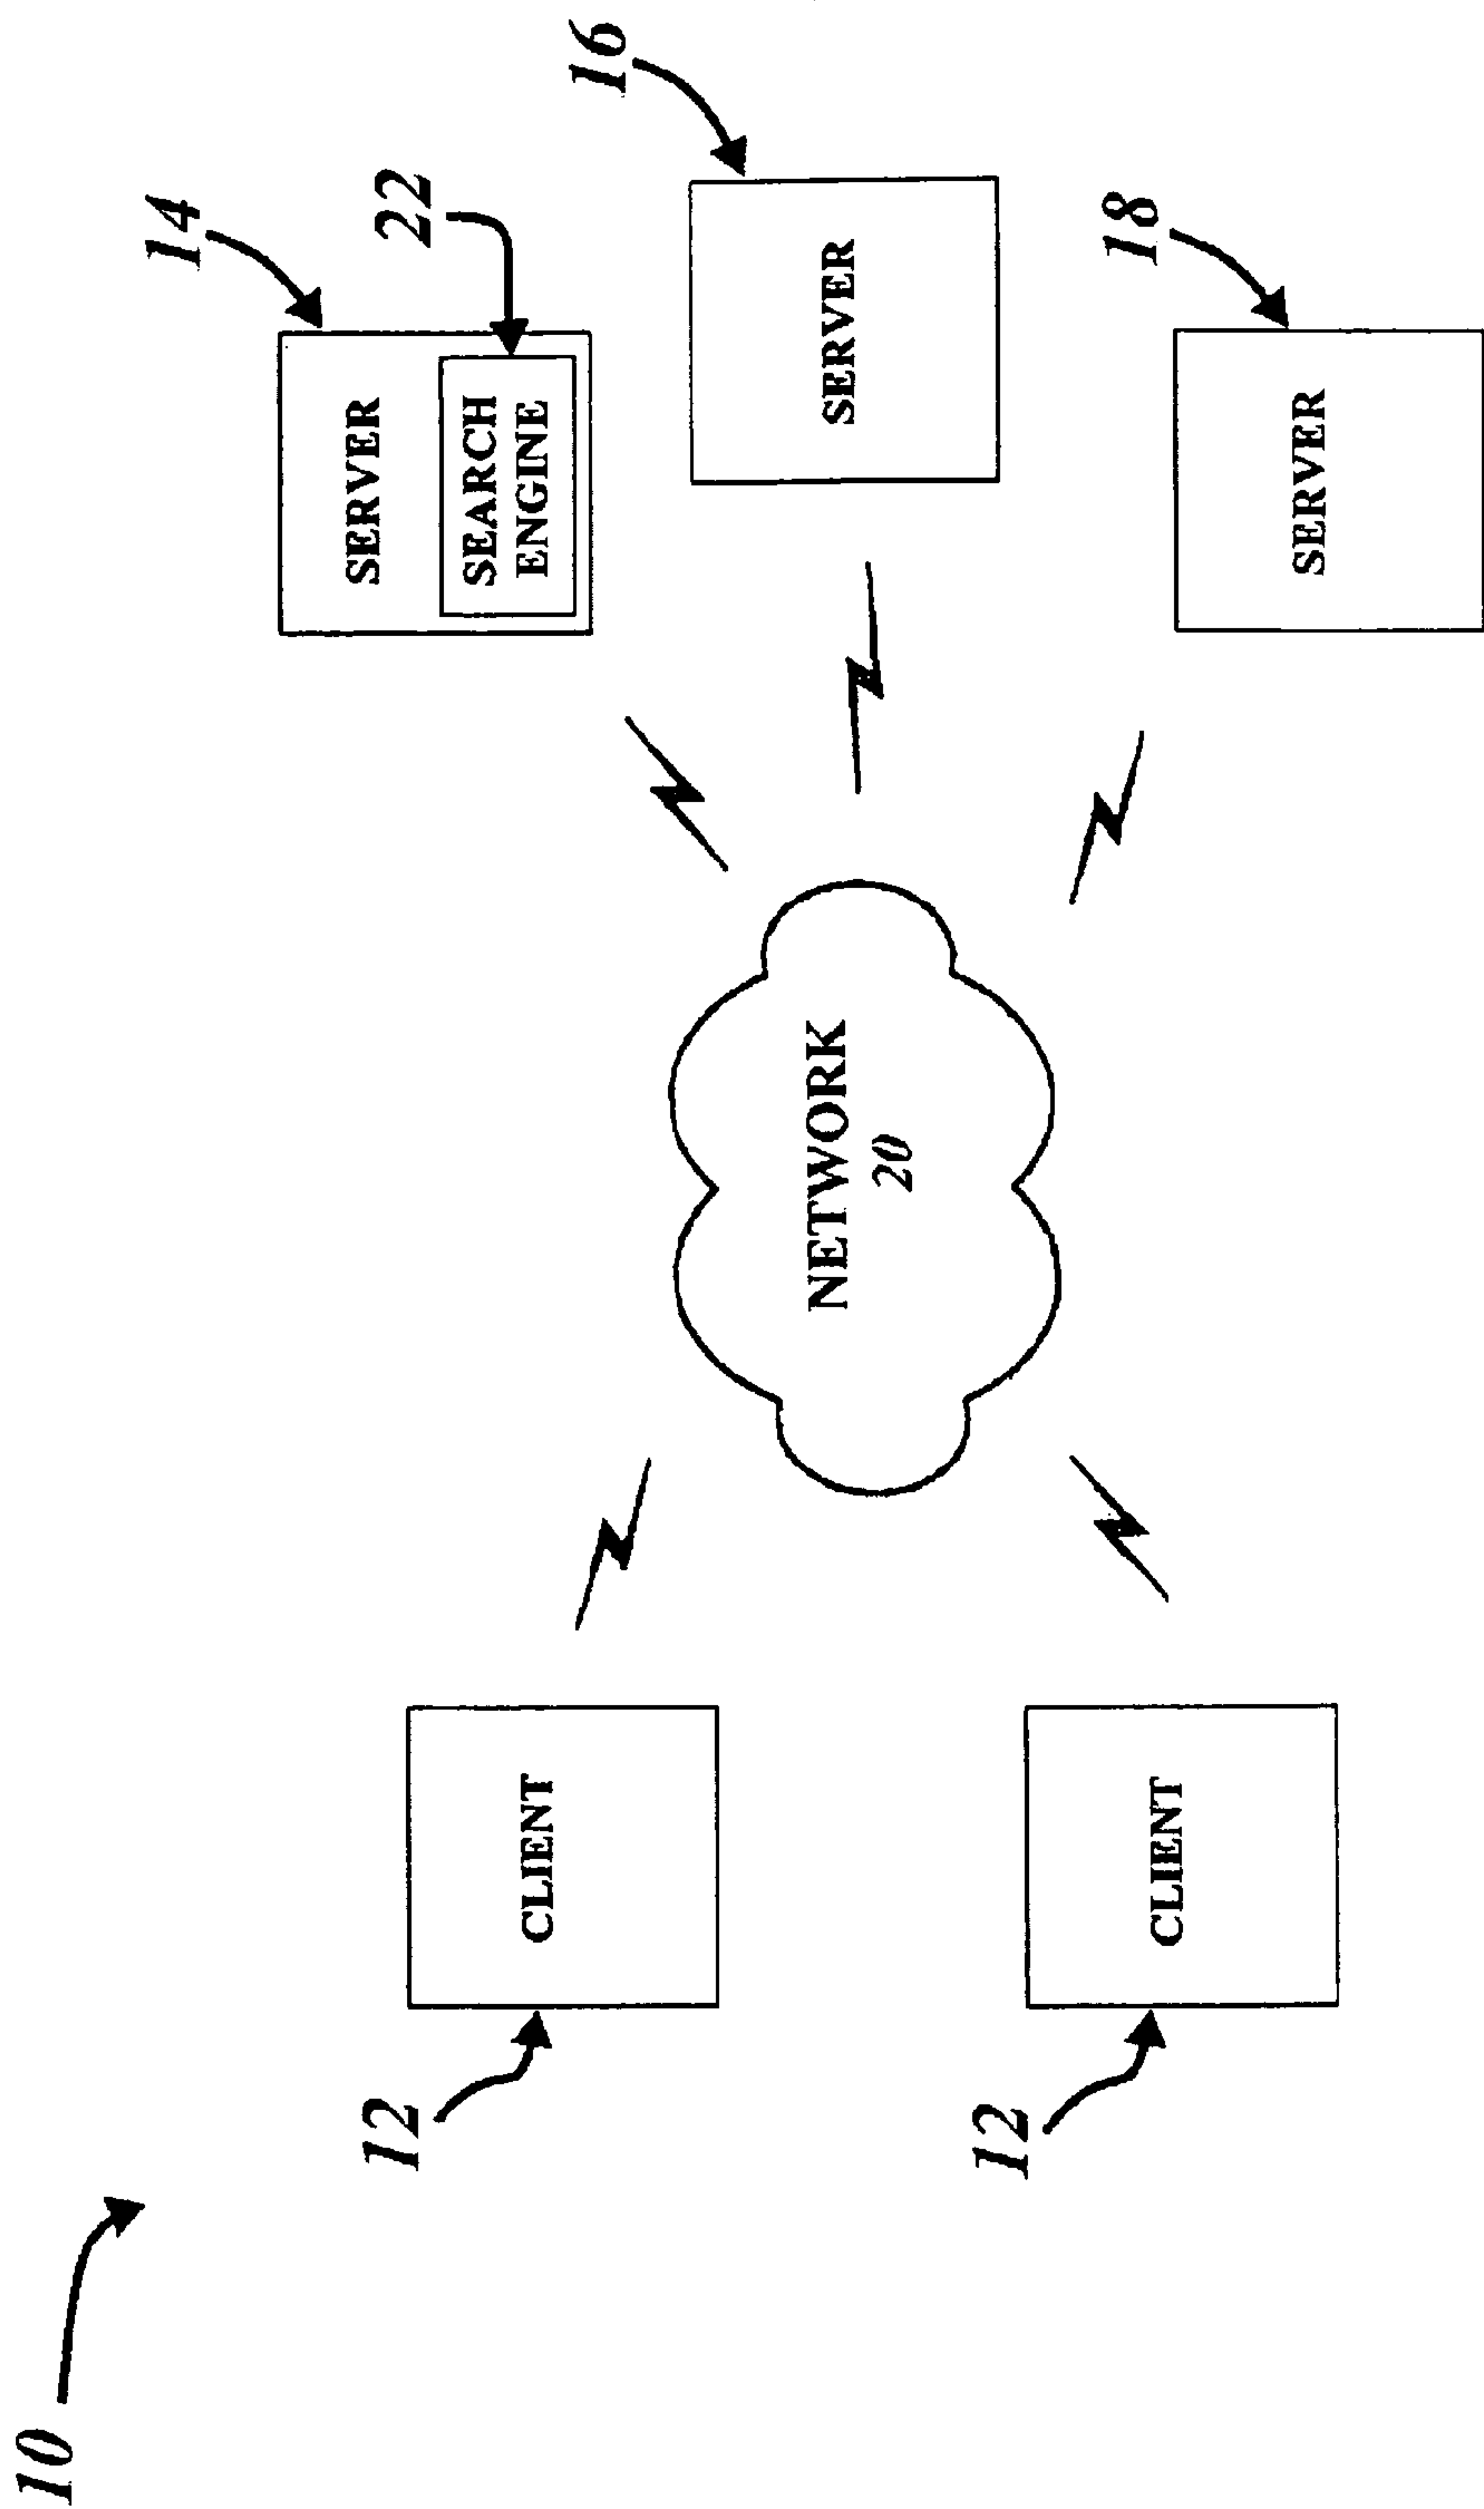 10
14
SERVER
22
SEARCH
ENGINE
12
CLIENT
16
SERVER
NETWORK
20
12
CLIENT
18
SERVER